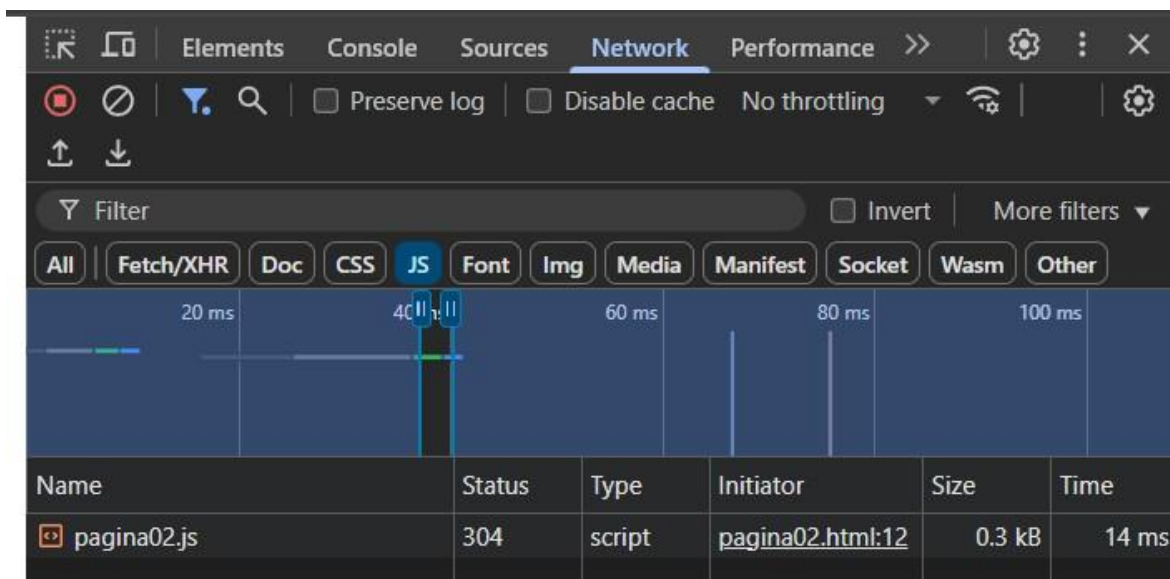 Elements Console Sources Network Performance
Preserve log Disable cache No throttling
Filter Invert More filters
All Fetch/XHR Doc CSS JS Font Img Media Manifest Socket Wasm Other
20 ms 60 ms 80 ms 100 ms
Name Status Type Initiator Size Time
pagina02.js 304 script pagina02.html:12 0.3 kB 14 ms